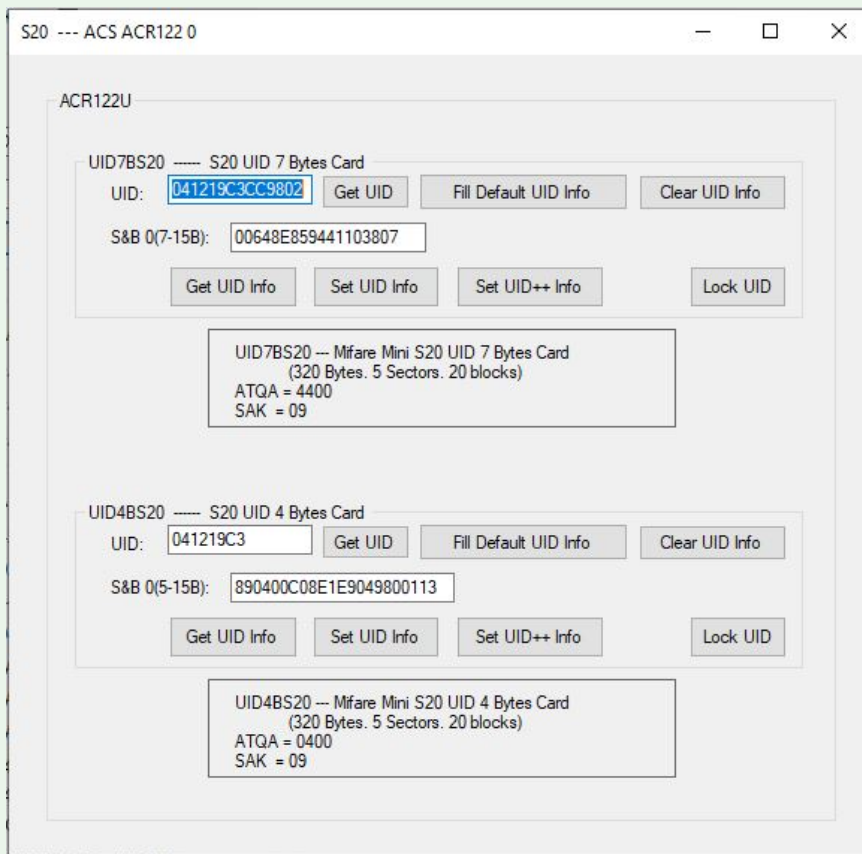 S20 --- ACS ACR122 0
ACR122U
UID7BS20 ------ S20 UID 7 Bytes Card
UID: 041219C3CC9802 Get UID Fill Default UID Info Clear UID Info
S&B 0(7-15B): 00648E859441103807
Get UID Info Set UID Info Set UID++ Info Lock UID
UID7BS20 --- Mifare Mini S20 UID 7 Bytes Card
(320 Bytes. 5 Sectors. 20 blocks)
ATQA = 4400
SAK = 09
UID4BS20 ------ S20 UID 4 Bytes Card
UID: 041219C3 Get UID Fill Default UID Info Clear UID Info
S&B 0(5-15B): 890400C08E1E9049800113
Get UID Info Set UID Info Set UID++ Info Lock UID
UID4BS20 --- Mifare Mini S20 UID 4 Bytes Card
(320 Bytes. 5 Sectors. 20 blocks)
ATQA = 0400
SAK = 09